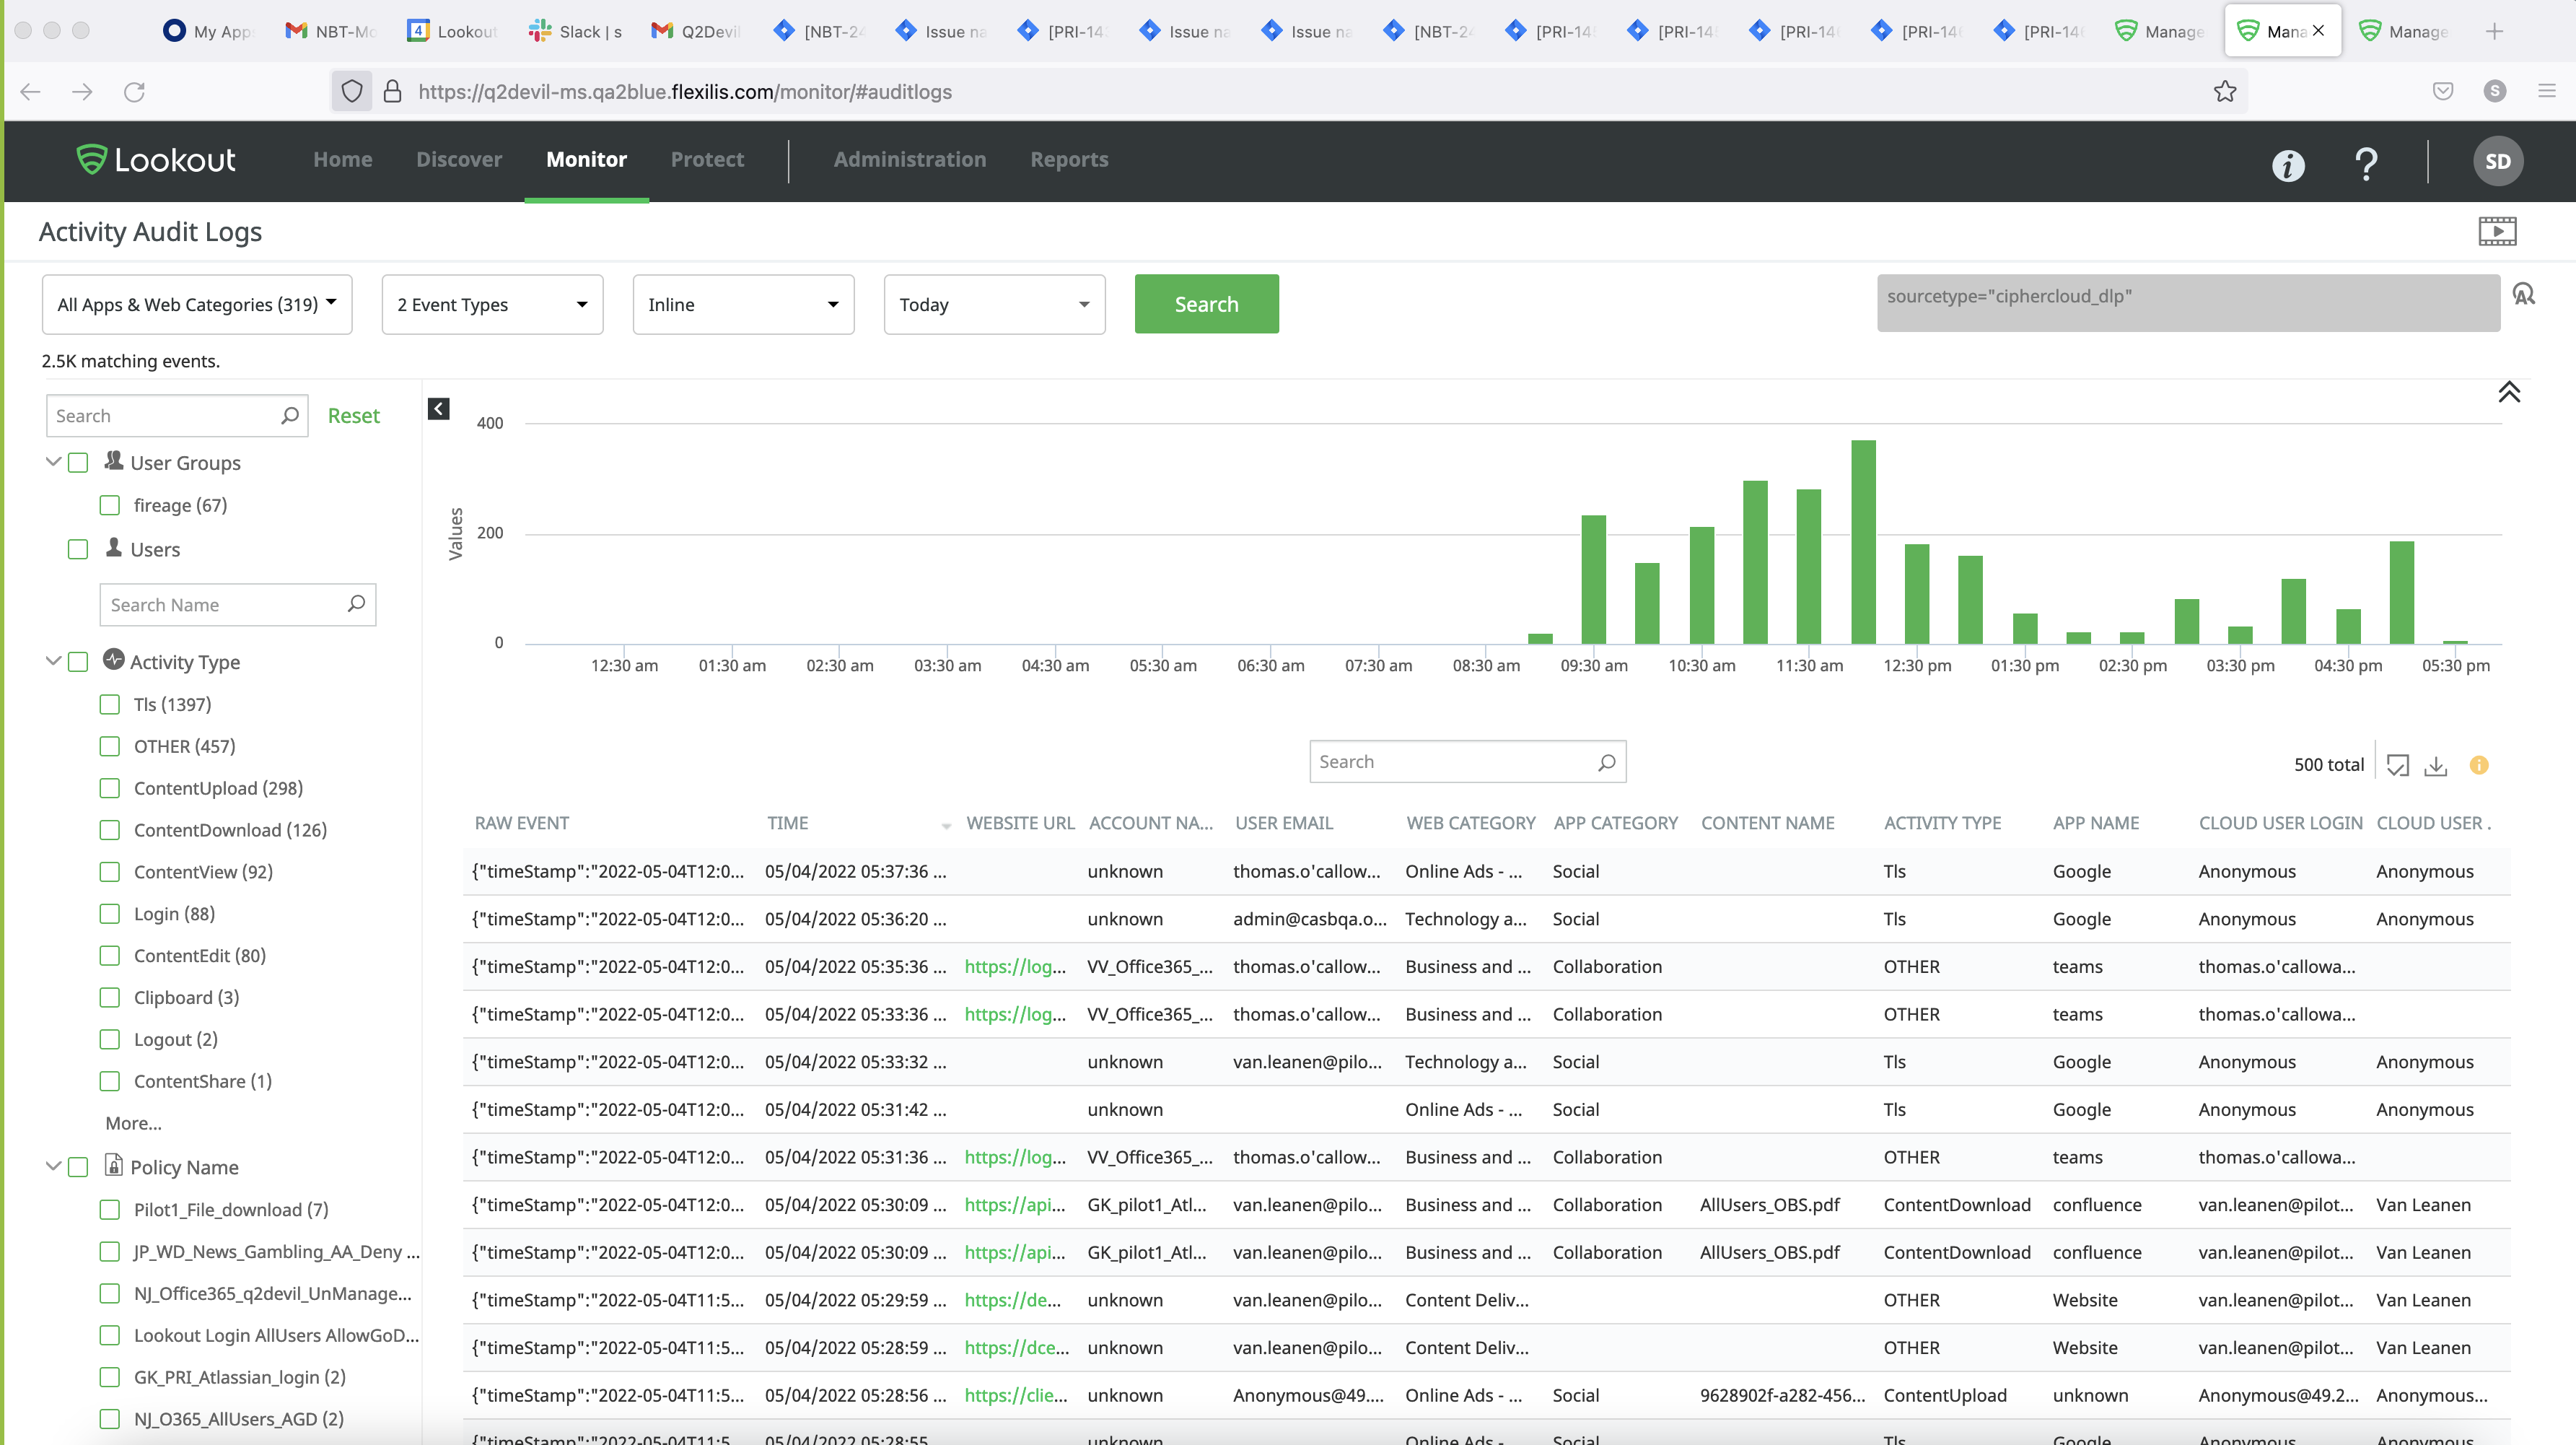 My App NBT-Mo Lookout Slack | s Q2Devil [NBT-24 Issue na [PRI-14 Issue na Issue na [NBT-24 [PRI-14 [PRI-14 [PRI-14 [PRI-14 [PRI-14 Manage Mana Manage
https://q2devil-ms.qa2blue.flexilis.com/monitor/#auditlogs S
Lookout Home Discover Monitor Protect Administration Reports i ? SD
Activity Audit Logs
All Apps & Web Categories (319) 2 Event Types Inline Today Search sourcetype="ciphercloud_dlp"
2.5K matching events.
Search Reset
User Groups
fireage (67)
Users
Search Name
Activity Type
Tls (1397)
OTHER (457)
ContentUpload (298)
ContentDownload (126)
ContentView (92)
Login (88)
ContentEdit (80)
Clipboard (3)
Logout (2)
ContentShare (1)
More...
Policy Name
Pilot1_File_download (7)
JP_WD_News_Gambling_AA_Deny ...
NJ_Office365_q2devil_UnManage...
Lookout Login AllUsers AllowGoD...
GK_PRI_Atlassian_login (2)
NJ_O365_AllUsers_AGD (2)
Values
400
200
0
12:30 am 01:30 am 02:30 am 03:30 am 04:30 am 05:30 am 06:30 am 07:30 am 08:30 am 09:30 am 10:30 am 11:30 am 12:30 pm 01:30 pm 02:30 pm 03:30 pm 04:30 pm 05:30 pm
Search 500 total
RAW EVENT TIME WEBSITE URL ACCOUNT NA... USER EMAIL WEB CATEGORY APP CATEGORY CONTENT NAME ACTIVITY TYPE APP NAME CLOUD USER LOGIN CLOUD USER .
{"timeStamp":"2022-05-04T12:0... 05/04/2022 05:37:36 ... unknown thomas.o'callow... Online Ads - ... Social Tls Google Anonymous Anonymous
{"timeStamp":"2022-05-04T12:0... 05/04/2022 05:36:20 ... unknown admin@casbqa.o... Technology a... Social Tls Google Anonymous Anonymous
{"timeStamp":"2022-05-04T12:0... 05/04/2022 05:35:36 ... https://log... VV_Office365_... thomas.o'callow... Business and ... Collaboration OTHER teams thomas.o'callowa...
{"timeStamp":"2022-05-04T12:0... 05/04/2022 05:33:36 ... https://log... VV_Office365_... thomas.o'callow... Business and ... Collaboration OTHER teams thomas.o'callowa...
{"timeStamp":"2022-05-04T12:0... 05/04/2022 05:33:32 ... unknown van.leanen@pilo... Technology a... Social Tls Google Anonymous Anonymous
{"timeStamp":"2022-05-04T12:0... 05/04/2022 05:31:42 ... unknown Online Ads - ... Social Tls Google Anonymous Anonymous
{"timeStamp":"2022-05-04T12:0... 05/04/2022 05:31:36 ... https://log... VV_Office365_... thomas.o'callow... Business and ... Collaboration OTHER teams thomas.o'callowa...
{"timeStamp":"2022-05-04T12:0... 05/04/2022 05:30:09 ... https://api... GK_pilot1_Atl... van.leanen@pilo... Business and ... Collaboration AllUsers_OBS.pdf ContentDownload confluence van.leanen@pilot... Van Leanen
{"timeStamp":"2022-05-04T12:0... 05/04/2022 05:30:09 ... https://api... GK_pilot1_Atl... van.leanen@pilo... Business and ... Collaboration AllUsers_OBS.pdf ContentDownload confluence van.leanen@pilot... Van Leanen
{"timeStamp":"2022-05-04T11:5... 05/04/2022 05:29:59 ... https://de... unknown van.leanen@pilo... Content Deliv... OTHER Website van.leanen@pilot... Van Leanen
{"timeStamp":"2022-05-04T11:5... 05/04/2022 05:28:59 ... https://dce... unknown van.leanen@pilo... Content Deliv... OTHER Website van.leanen@pilot... Van Leanen
{"timeStamp":"2022-05-04T11:5... 05/04/2022 05:28:56 ... https://clie... unknown Anonymous@49.... Online Ads - ... Social 9628902f-a282-456... ContentUpload unknown Anonymous@49.2... Anonymous...
{"timeStamp":"2022-05-04T11:5 05/04/2022 05:28:55 unknown Online Ads - Social Tls Google Anonymous Anonymous